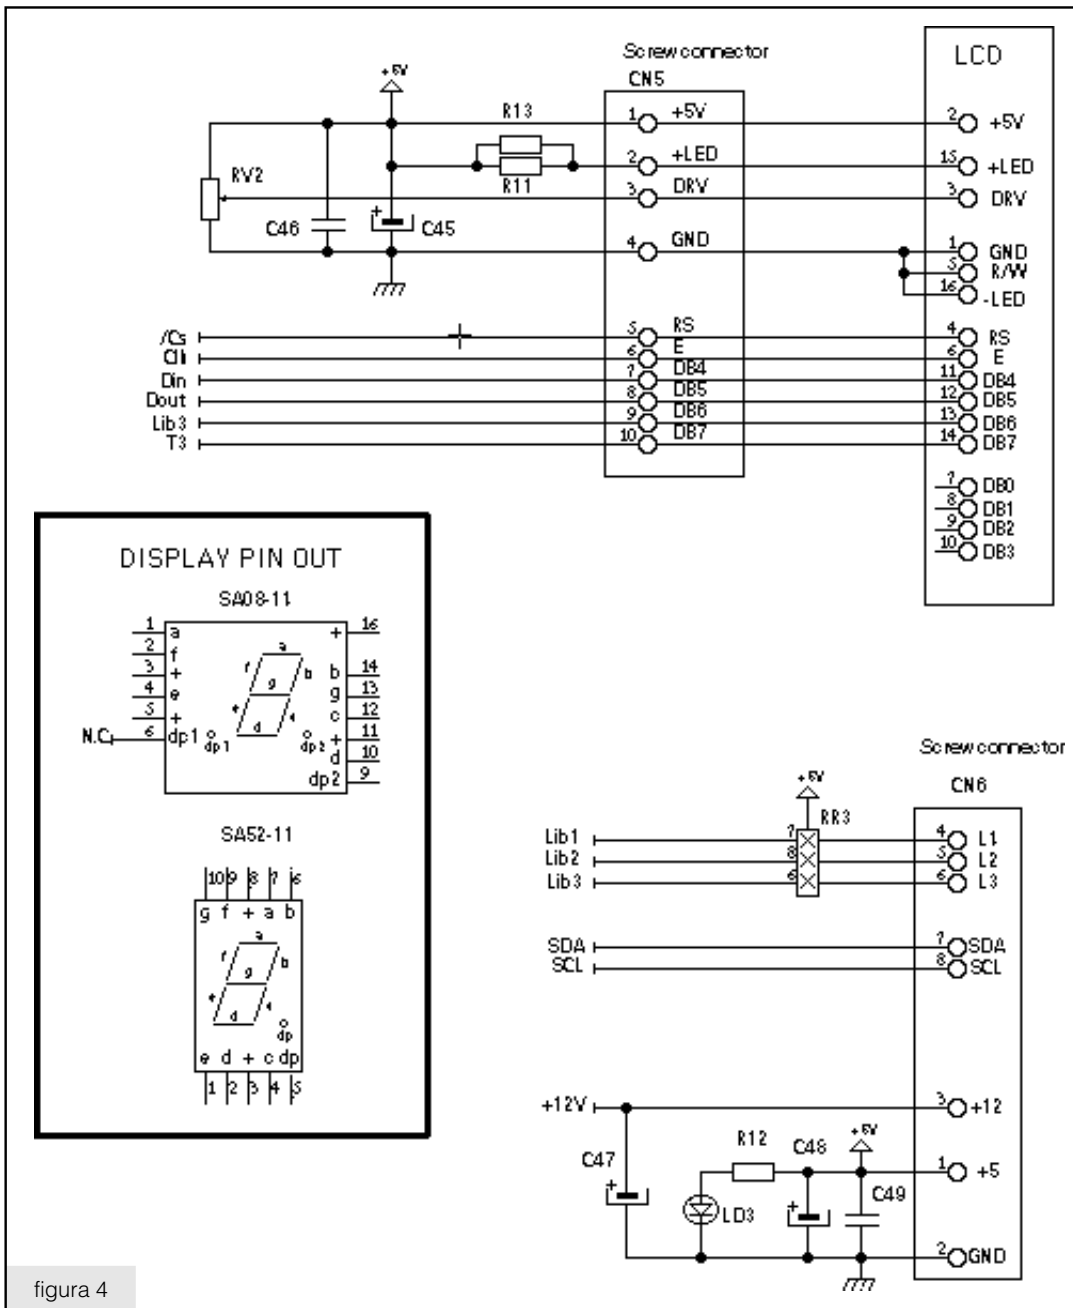 Screw connector
CN5
LCD
+5V
R13
R11
RV2
C46
C45
1 +5V
2 +LED
3 DRV
4 GND
2 +5V
15 +LED
3 DRV
1 GND
5 R/W
16 -LED
/Cs 5 RS 4 RS
Clk 6 E 6 E
Din 7 DB4 11 DB4
Dout 8 DB5 12 DB5
Lib3 9 DB6 13 DB6
T3 10 DB7 14 DB7
7 DB0
8 DB1
9 DB2
10 DB3
DISPLAY PIN OUT
SA08-11
1 a + 16
2 f
3 + b 14
4 e g 13
5 + c 12
N.C. 6 dp1 + 11
d 10
dp2 9
a
f b
g
e c
d
dp1 dp2
SA52-11
10 9 8 7 6
g f + a b
a
f b
g
e c
d
dp
e d + c dp
1 2 3 4 5
Screw connector
CN6
+5V
RR3
Lib1 7 4 L1
Lib2 8 5 L2
Lib3 6 6 L3
SDA 7 SDA
SCL 8 SCL
+12V 3 +12
C47
R12
C48
+5V
C49
LD3
1 +5
2 GND
figura 4